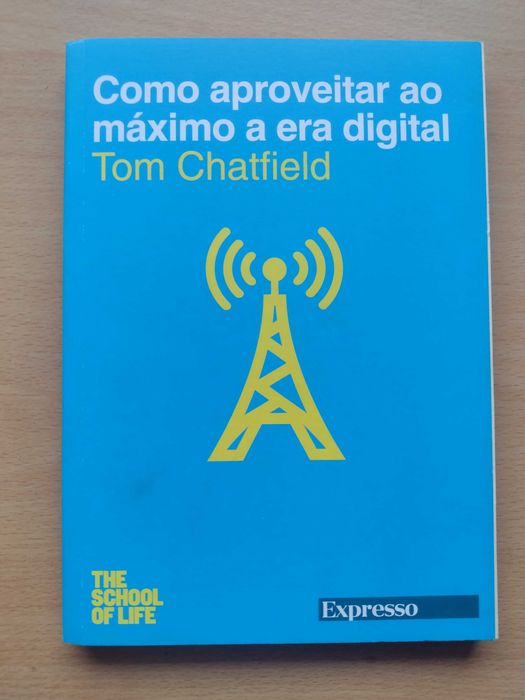 Como aproveitar ao
máximo a era digital
Tom Chatfield
THE
SCHOOL
OF LIFE
Expresso